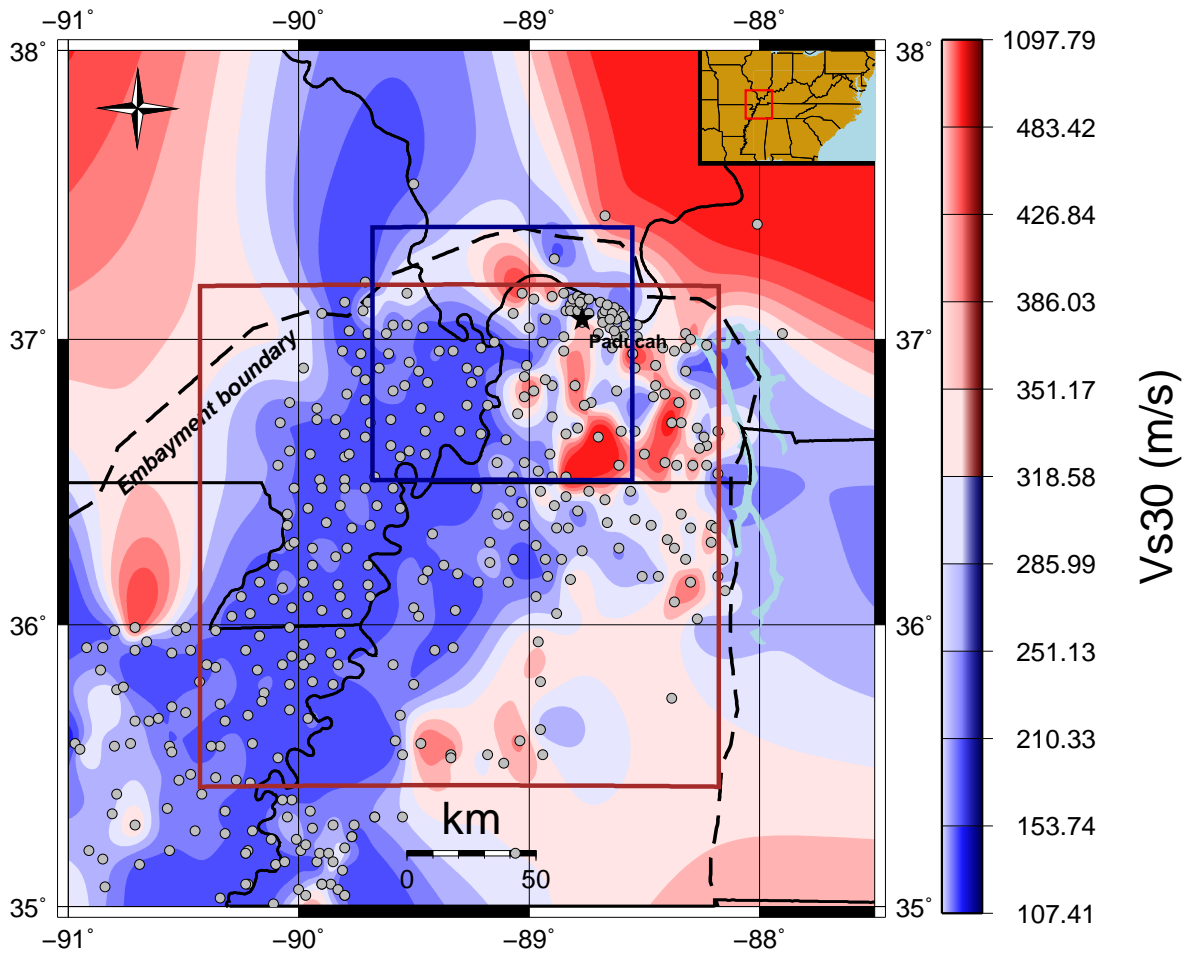 −91° −90 −89 −88
38° 38°
1097.79
483.42
426.84
386.03
Paducah
37° 37°
351.17
Embayment boundary
318.58
285.99
36° 36°
251.13
210.33
153.74
km
0 50
35° 35°
107.41
−91° −90° −89° −88°
Vs30 (m/s)